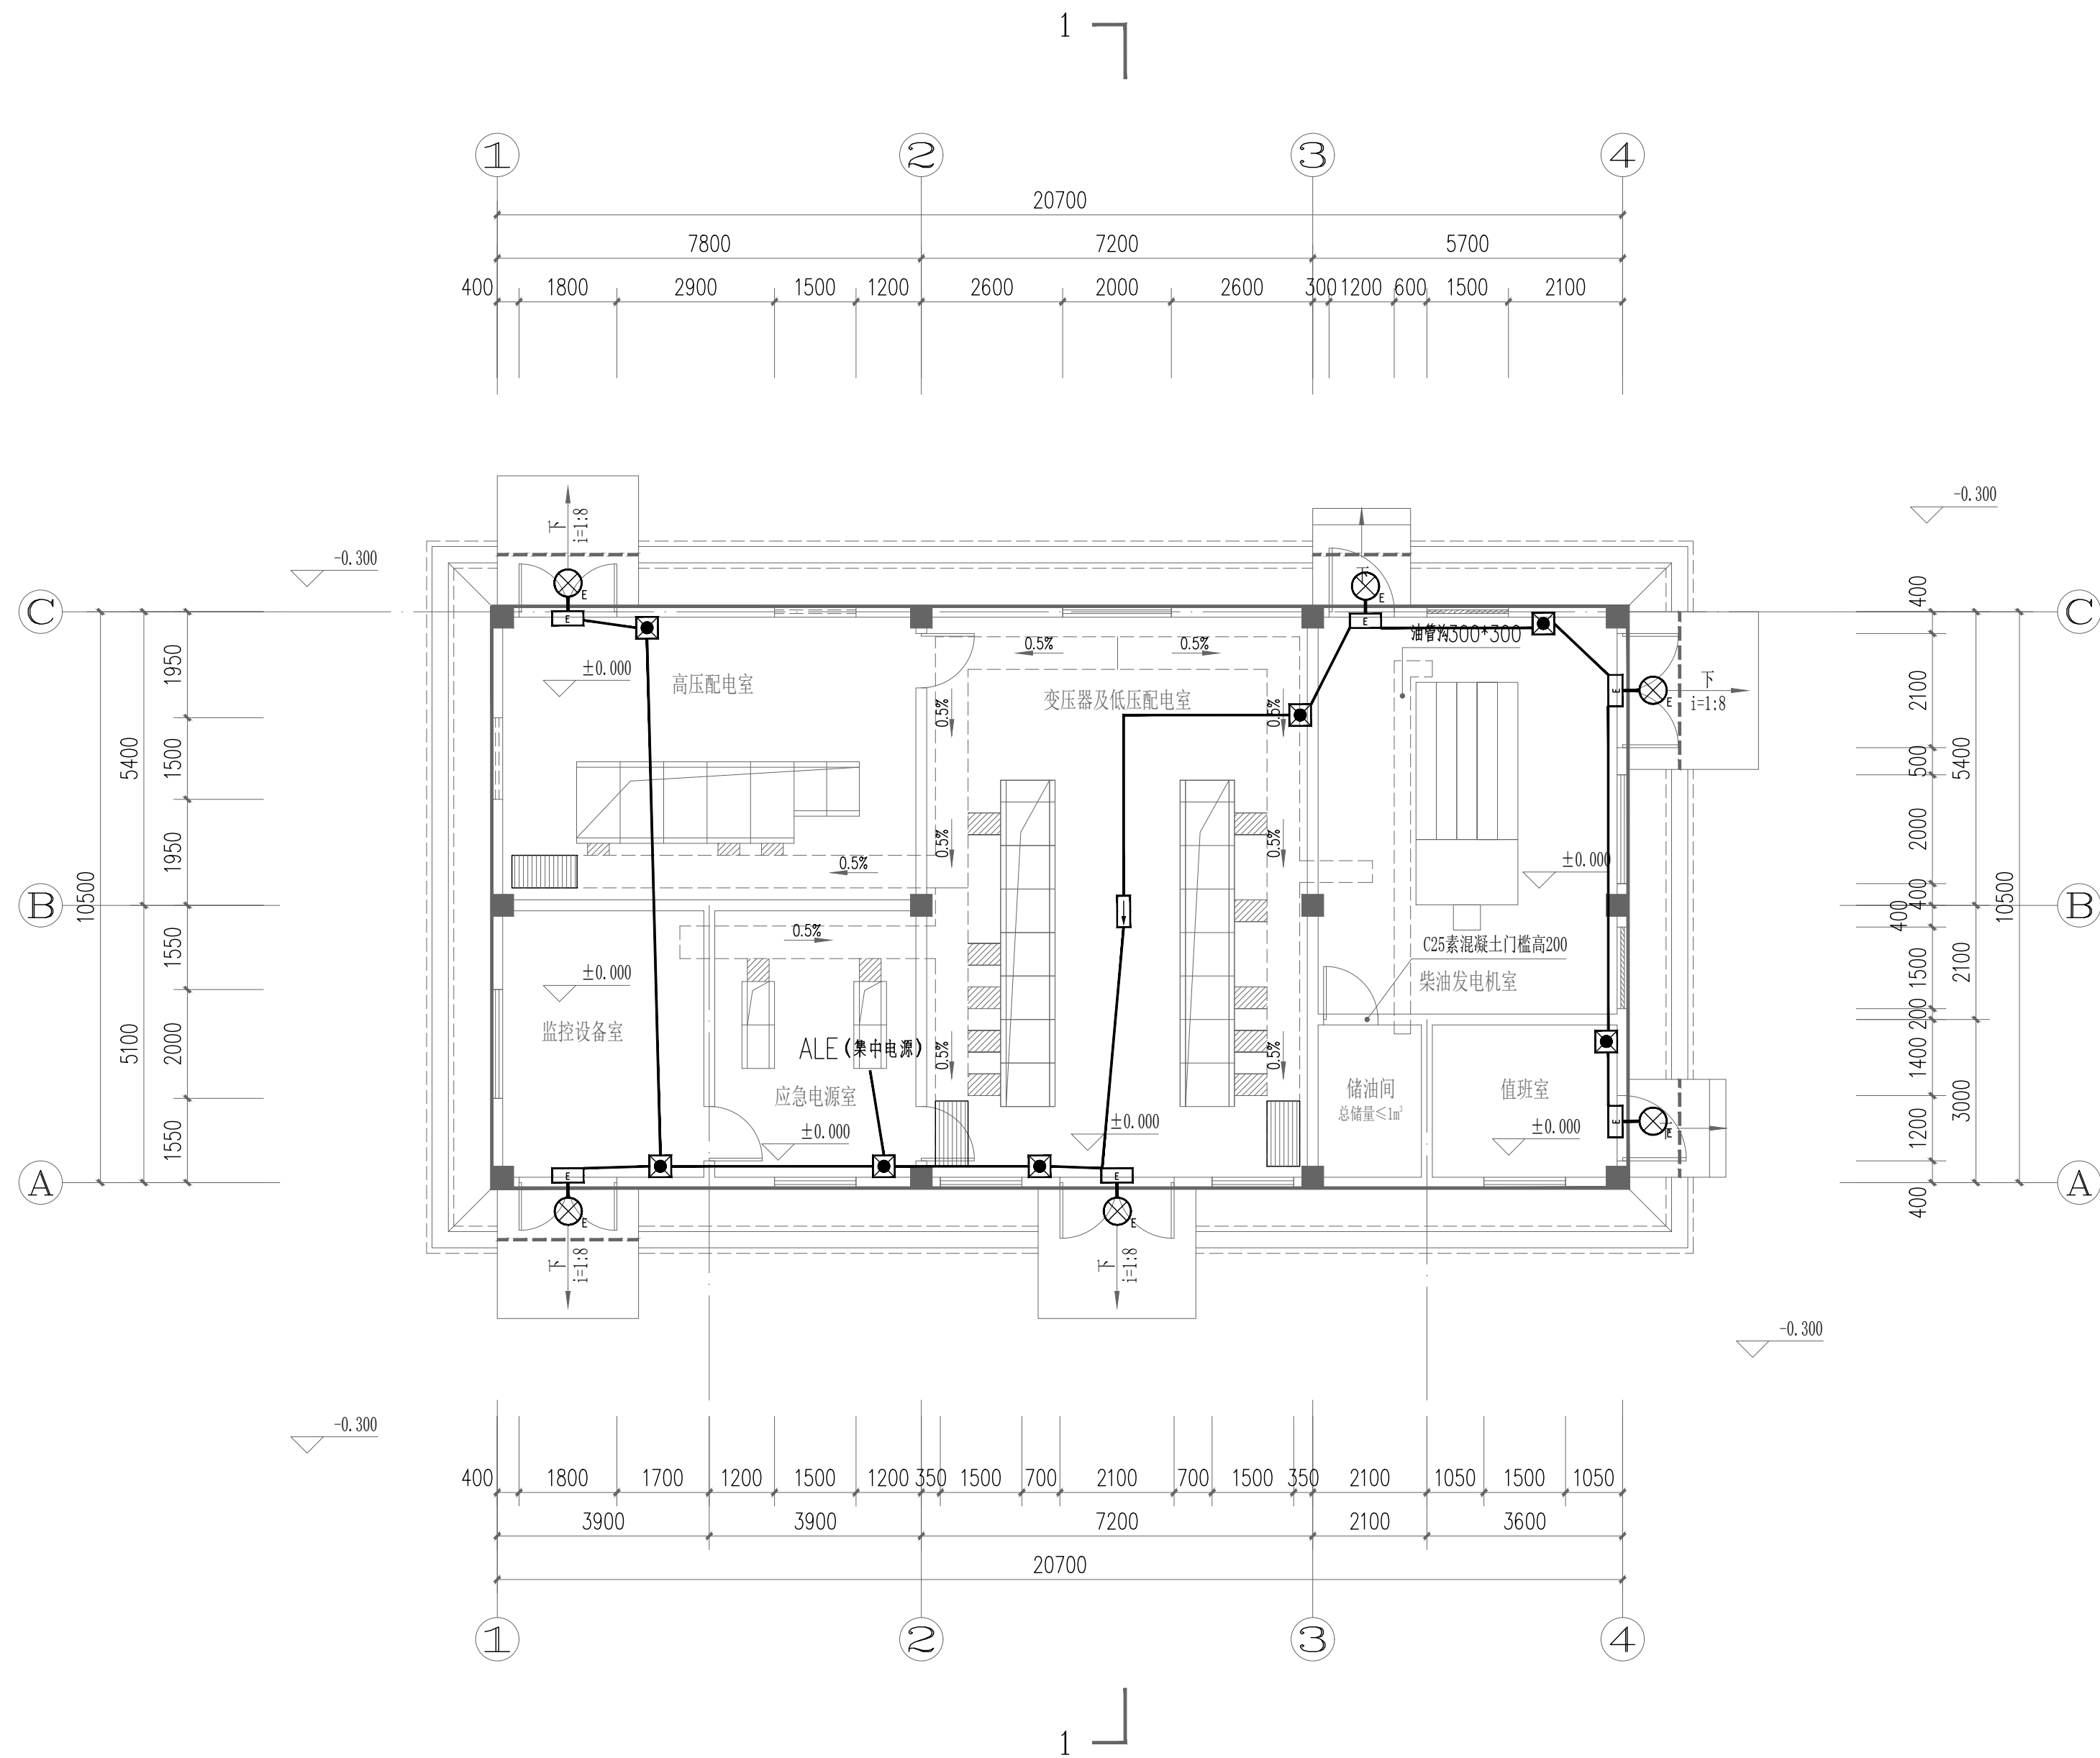 1
1 2 3 4
20700
7800 7200 5700
400 1800 2900 1500 1200 2600 2000 2600 300 1200 600 1500 2100
-0.300
-0.300
下
i=1:8
下
C
C
E
E
E
E
油管沟300*300
0.5%
0.5%
±0.000
高压配电室
变压器及低压配电室
E
E
下
i=1:8
0.5%
0.5%
0.5%
0.5%
0.5%
±0.000
B
B
0.5%
C25素混凝土门槛高200
柴油发电机室
±0.000
监控设备室
ALE(集中电源)
0.5%
0.5%
应急电源室
储油间
总储量≤1m³
值班室
±0.000
±0.000
±0.000
E
E
下
A
A
E
E
E
E
下
i=1:8
下
i=1:8
1950
1500
1950
1550
2000
1550
5400
5100
10500
400
2100
500
2000
400
400
1500
200
1400
1200
400
5400
2100
3000
10500
-0.300
-0.300
400 1800 1700 1200 1500 1200 350 1500 700 2100 700 1500 350 2100 1050 1500 1050
3900 3900 7200 2100 3600
20700
1 2 3 4
1